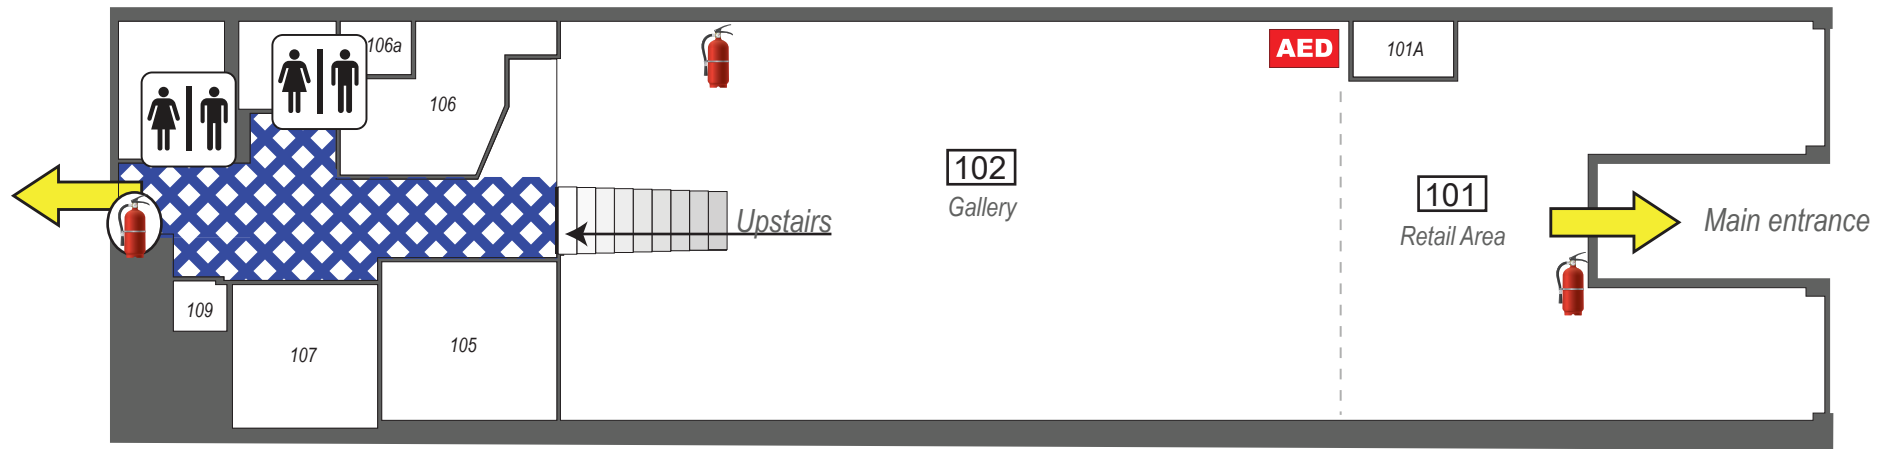 106a
106
AED
101A
102
Gallery
Upstairs
101
Retail Area
Main entrance
109
107
105